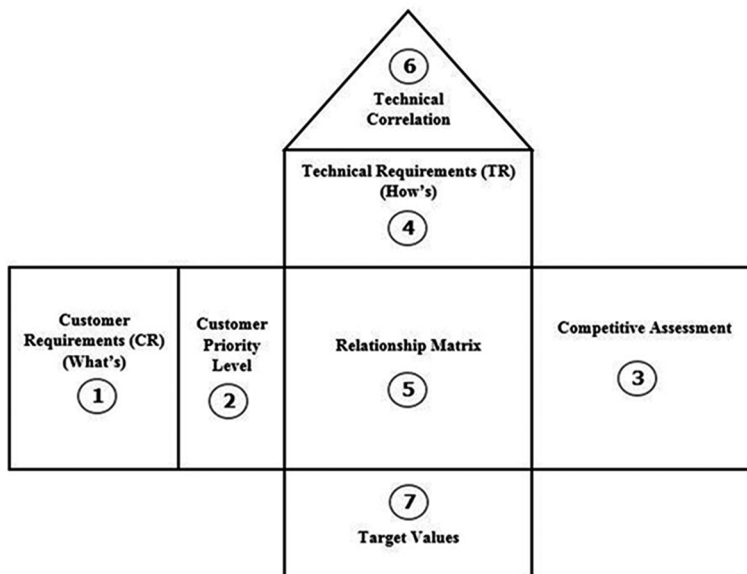 6
Technical
Correlation
Technical Requirements (TR)
(How's)
4
Customer
Requirements (CR)
(What's)
1
Customer
Priority
Level
2
Relationship Matrix
5
Competitive Assessment
3
7
Target Values